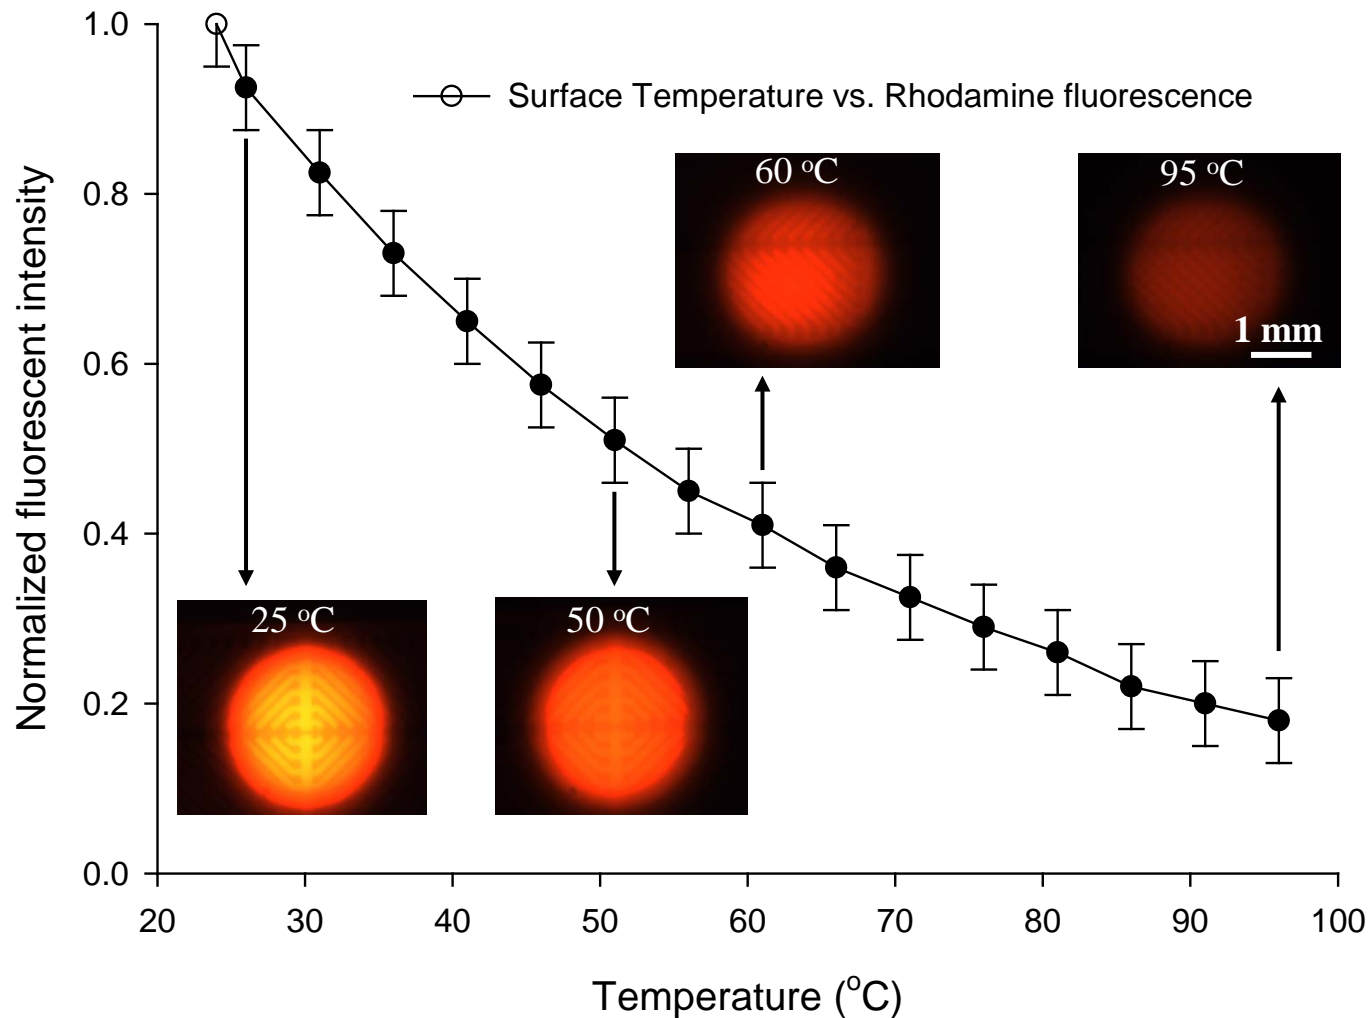 Surface Temperature vs. Rhodamine fluorescence
Normalized fluorescent intensity
1.0
0.8
0.6
0.4
0.2
0.0
60 °C
95 °C
1 mm
25 °C
50 °C
20 30 40 50 60 70 80 90 100
Temperature (°C)